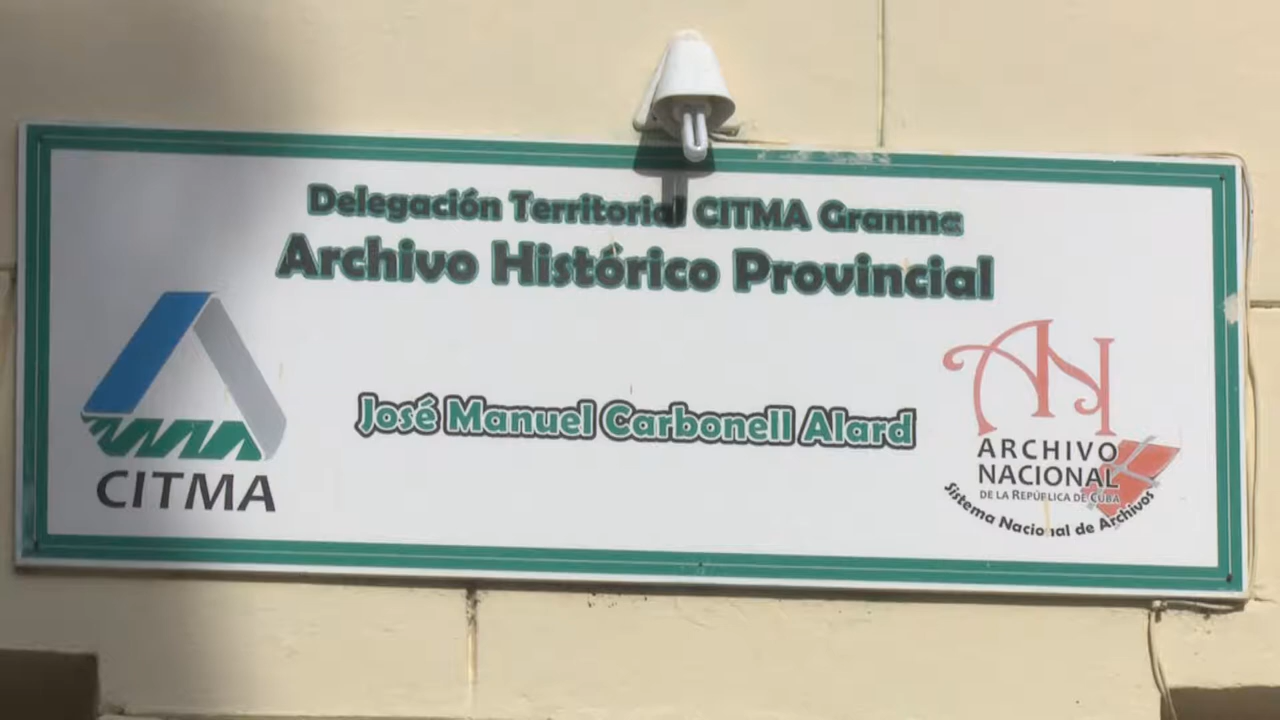 Delegación Territorial CITMA Granma
Archivo Histórico Provincial
José Manuel Carbonell Alard
CITMA
AN
ARCHIVO
NACIONAL
DE LA REPÚBLICA DE CUBA
Sistema Nacional de Archivos